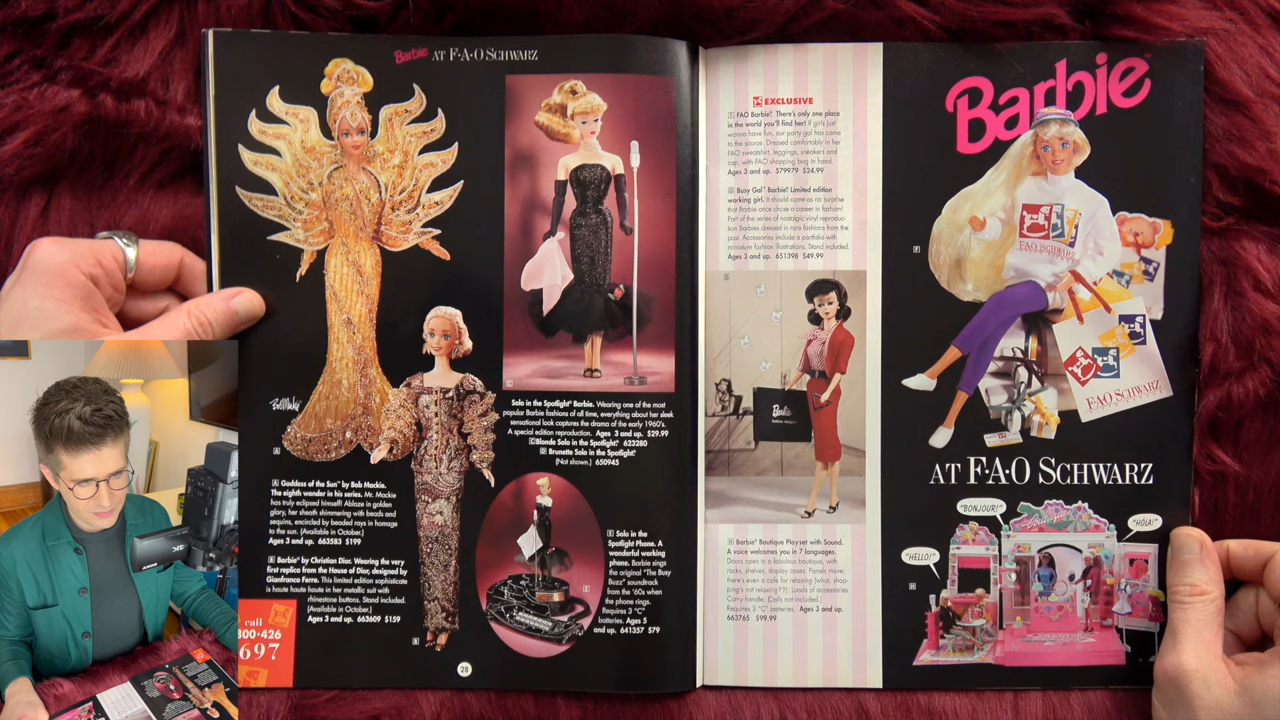 Barbie AT F·A·O SCHWARZ
Bob Mackie
A
A Goddess of the Sun™ by Bob Mackie.
The eighth wonder in his series. Mr. Mackie
has truly eclipsed himself! Ablaze in golden
glory, her sheath shimmering with beads and
sequins, encircled by beaded rays in homage
to the sun. (Available in October.)
Ages 3 and up. 663583 $199
B Barbie® by Christian Dior. Wearing the very
first replica from the House of Dior, designed by
Gianfranco Ferro. This limited edition sophisticate
is haute haute haute in her metallic suit with
rhinestone buttons. Stand included.
(Available in October.)
Ages 3 and up. 663609 $159
call
800·426
697
B
C
Solo in the Spotlight® Barbie. Wearing one of the most
popular Barbie fashions of all time, everything about her sleek
sensational look captures the drama of the early 1960's.
A special edition reproduction. Ages 3 and up. $29.99
C Blonde Solo in the Spotlight® 623280
D Brunette Solo in the Spotlight®
(Not shown.) 650945
E Solo in
the Spotlight
Phone. A
wonderful
working
phone. Barbie
sings
the original "The Busy
Buzz" soundtrack
from the '60s when
the phone rings.
Requires 3 "C"
batteries. Ages 5
and up. 641357 $79
E
28
EXCLUSIVE
F FAO Barbie! There's only one place
in the world you'll find her! If girls just
wanna have fun, our party gal has come
to the source. Dressed comfortably in her
FAO sweatshirt, leggings, sneakers and
cap, with FAO shopping bag in hand.
Ages 3 and up. 579979 $24.99
G Busy Gal™ Barbie! Limited edition
working girl. It should come as no surprise
that Barbie once chose a career in fashion!
Part of the series of nostalgic vinyl reproduc-
tion Barbies dressed in rare fashions from the
past. Accessories include a portfolio with
miniature fashion illustrations. Stand included.
Ages 3 and up. 651398 $49.99
G
Barbie
fashion designer
H Barbie® Boutique Playset with Sound.
A voice welcomes you in 7 languages.
Doors open to a fabulous boutique, with
racks, shelves, display cases. Panels move;
there's even a café for relaxing (what, shop-
ping's not relaxing??). Loads of accessories.
Carry handle. (Dolls not included.)
Requires 3 "C" batteries. Ages 3 and up.
663765 $99.99
Barbie™
F
FAO SCHWARZ
F·A·O SCHWARZ
AT F·A·O SCHWARZ
"BONJOUR!"
"HOLA!"
"HELLO!"
Boutique
H